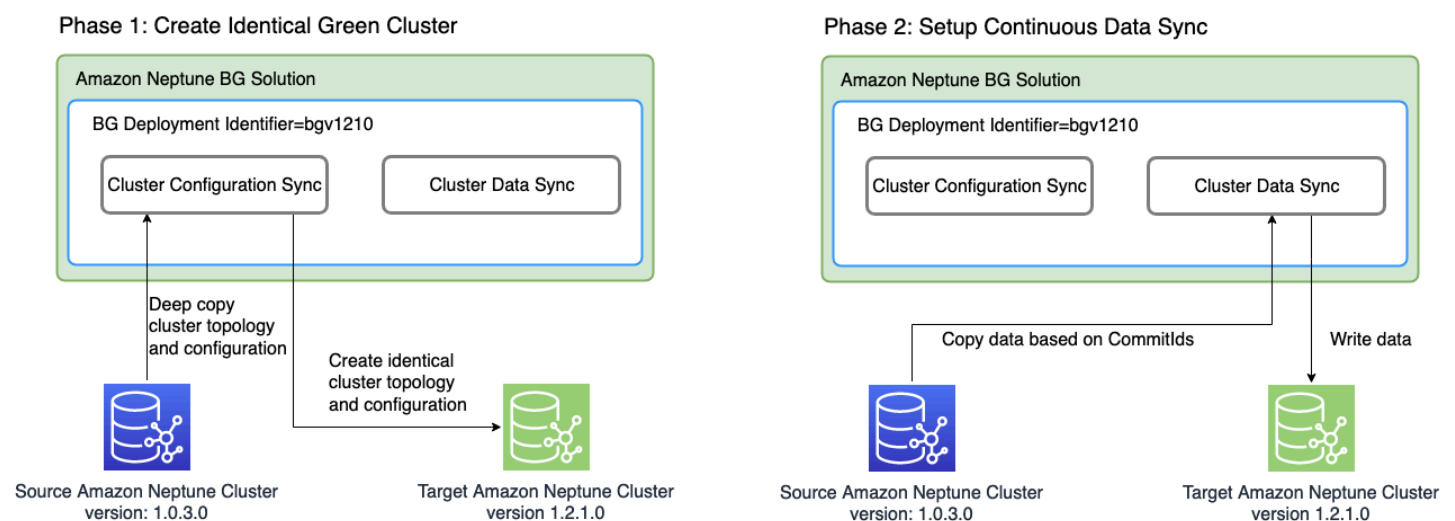 Phase 1: Create Identical Green Cluster
Amazon Neptune BG Solution
BG Deployment Identifier=bgv1210
Cluster Configuration Sync
Cluster Data Sync
Deep copy
cluster topology
and configuration
Create identical
cluster topology
and configuration
Source Amazon Neptune Cluster
version: 1.0.3.0
Target Amazon Neptune Cluster
version 1.2.1.0
Phase 2: Setup Continuous Data Sync
Amazon Neptune BG Solution
BG Deployment Identifier=bgv1210
Cluster Configuration Sync
Cluster Data Sync
Copy data based on CommitIds
Write data
Source Amazon Neptune Cluster
version: 1.0.3.0
Target Amazon Neptune Cluster
version 1.2.1.0